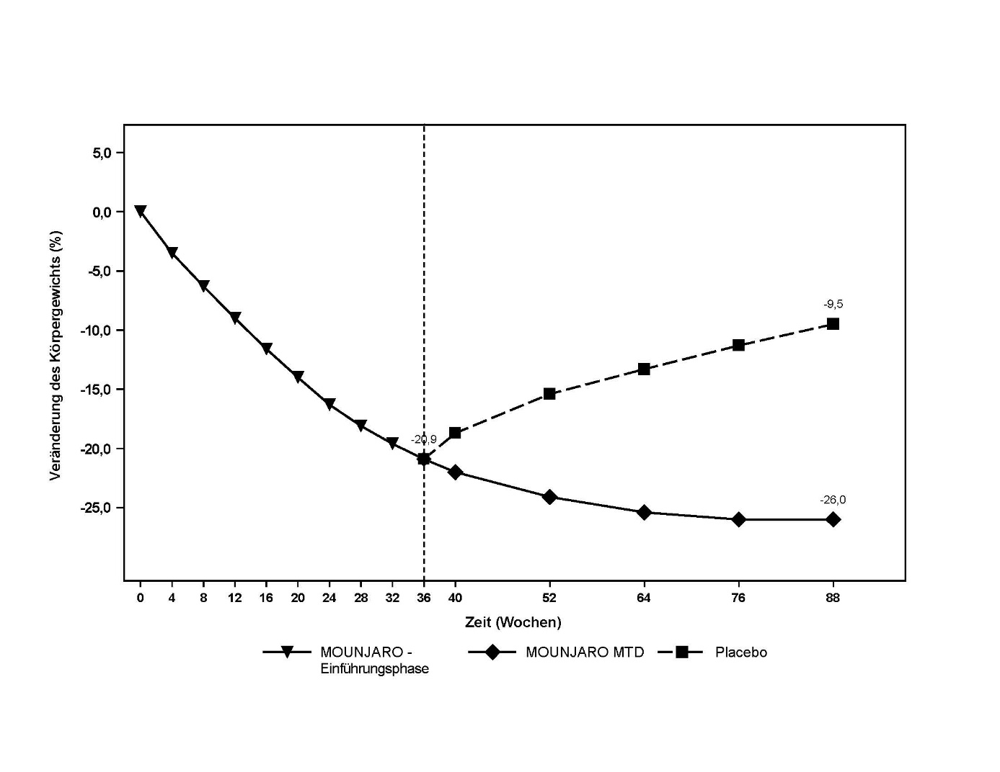 5,0
0,0
-5,0
-10,0
-15,0
-20,0
-25,0
Veränderung des Körpergewichts (%)
-20,9
-9,5
-26,0
0 4 8 12 16 20 24 28 32 36 40 52 64 76 88
Zeit (Wochen)
MOUNJARO - MOUNJARO MTD Placebo
Einführungsphase